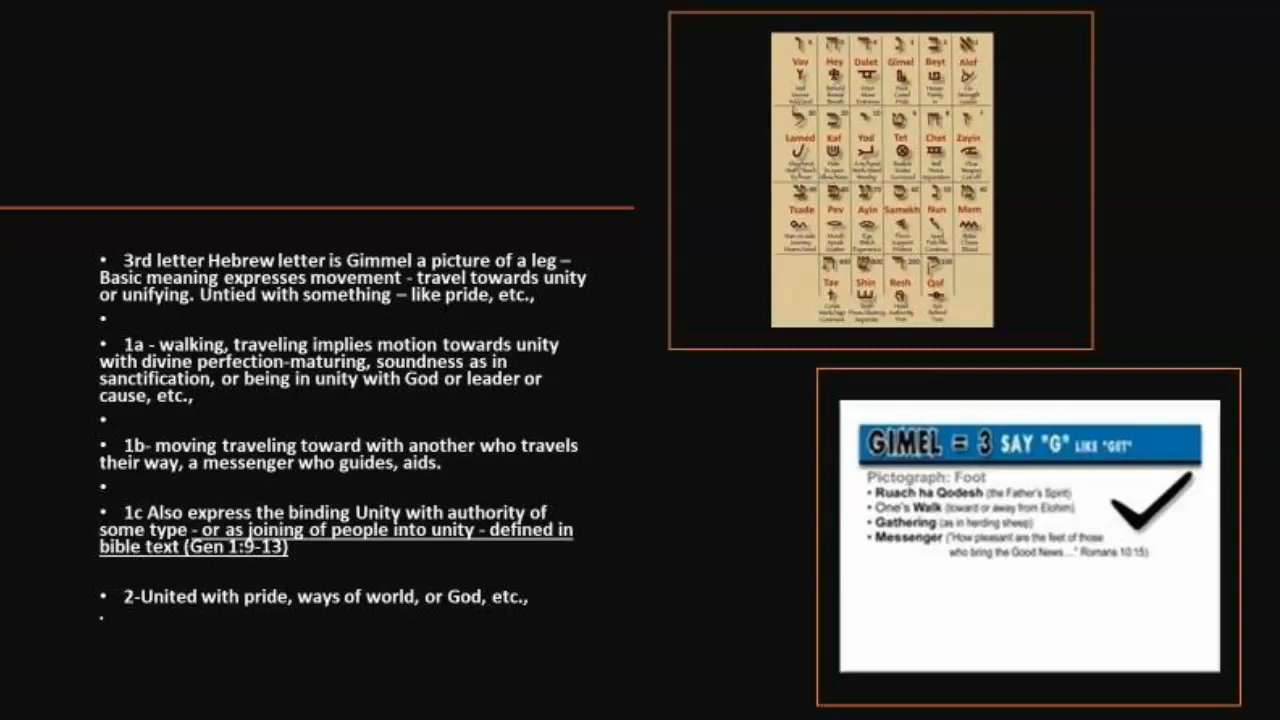 • 3rd letter Hebrew letter is Gimmel a picture of a leg –
Basic meaning expresses movement - travel towards unity
or unifying. Untied with something – like pride, etc.,
•
• 1a - walking, traveling implies motion towards unity
with divine perfection-maturing, soundness as in
sanctification, or being in unity with God or leader or
cause, etc.,
•
• 1b- moving traveling toward with another who travels
their way, a messenger who guides, aids.
•
• 1c Also express the binding Unity with authority of
some type - or as joining of people into unity - defined in
bible text (Gen 1:9-13)
• 2-United with pride, ways of world, or God, etc.,
•
Vav Hey Dalet Gimel Beyt Alef
Lamed Kaf Yod Tet Chet Zayin
Tsade Pey Ayin Samekh Nun Mem
Tav Shin Resh Qof
GIMEL = 3 SAY "G" LIKE "GET"
Pictograph: Foot
• Ruach ha Qodesh (the Father's Spirit)
• One's Walk (toward or away from Elohim)
• Gathering (as in herding sheep)
• Messenger ("How pleasant are the feet of those
who bring the Good News...." Romans 10:15)